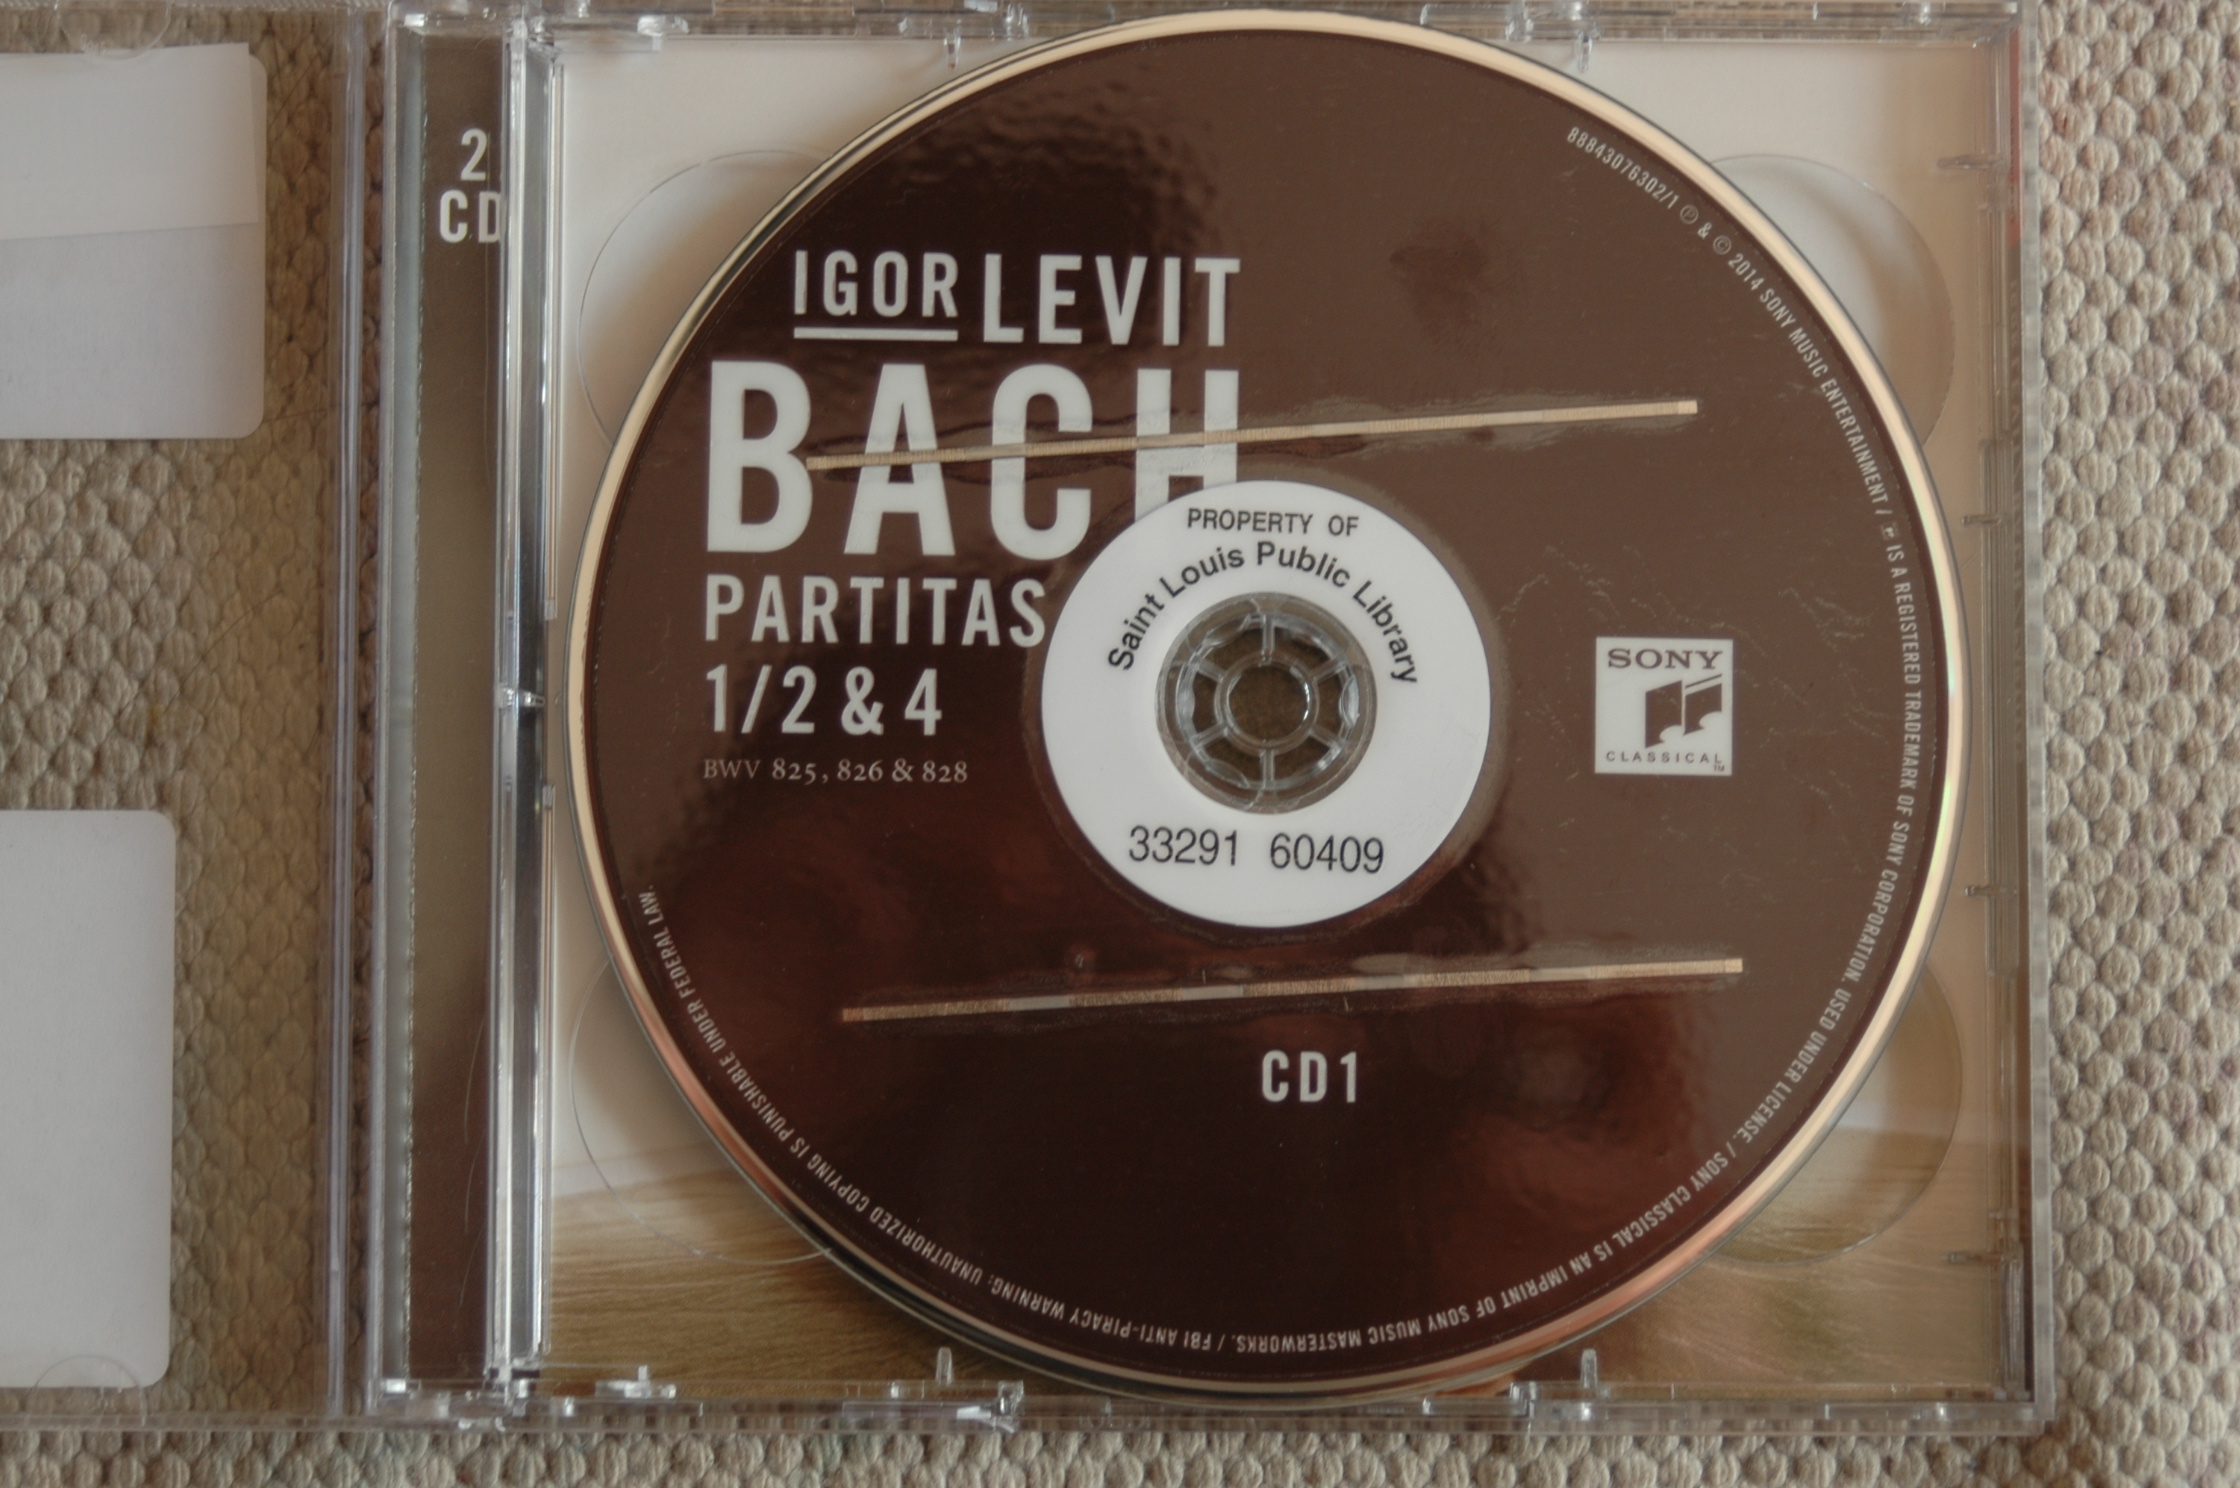 IGOR LEVIT
BACH
PARTITAS
1/2 & 4
BWV 825, 826 & 828
PROPERTY OF
Saint Louis Public Library
33291 60409
SONY
CLASSICAL™
CD1
88843076302/1 ℗ & © 2014 SONY MUSIC ENTERTAINMENT / IS A REGISTERED TRADEMARK OF SONY CORPORATION. USED UNDER LICENSE. / SONY CLASSICAL IS AN IMPRINT OF SONY MUSIC MASTERWORKS. / FBI ANTI-PIRACY WARNING: UNAUTHORIZED COPYING IS PUNISHABLE UNDER FEDERAL LAW.
2
CD